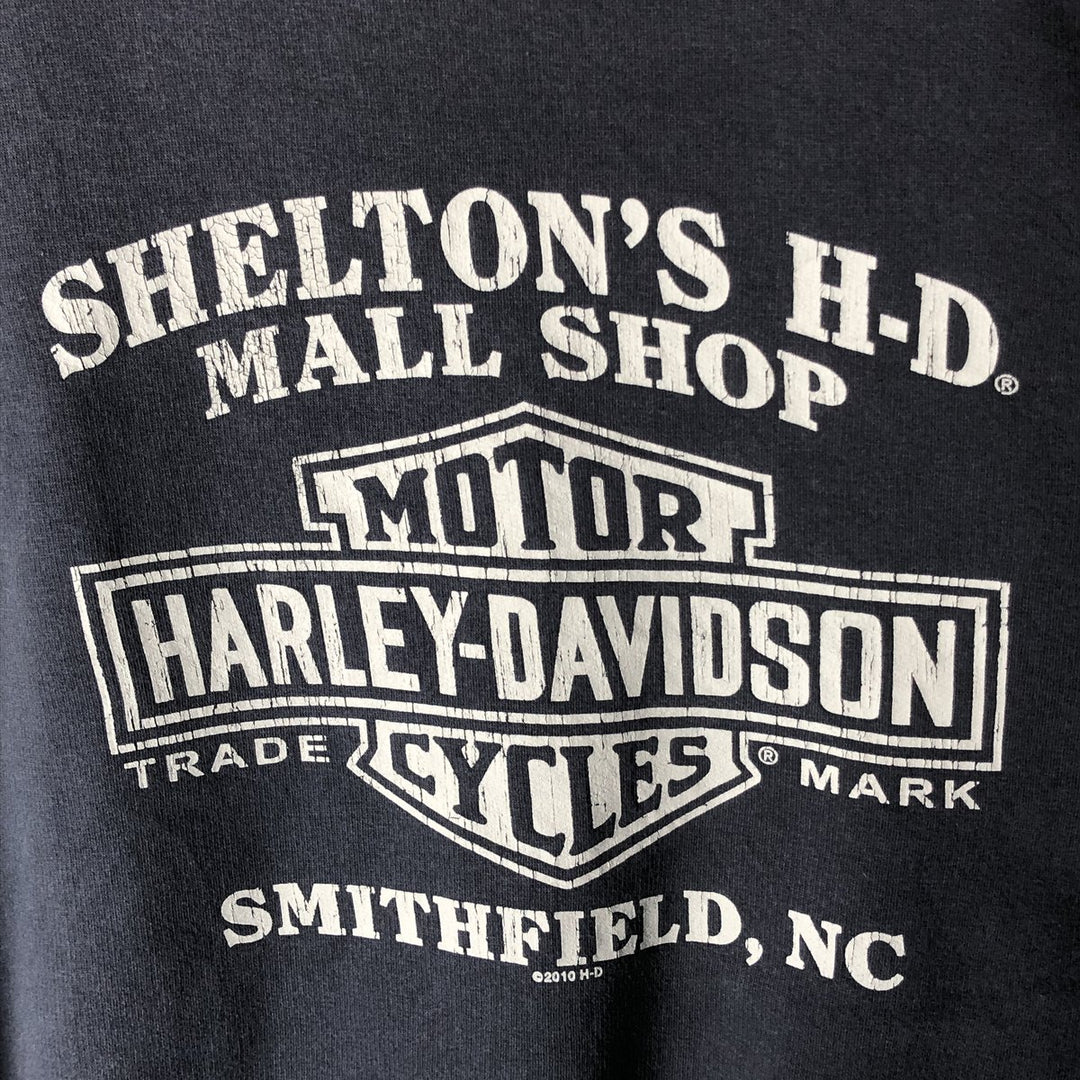 SHELTON'S H-D®
MALL SHOP
MOTOR
HARLEY-DAVIDSON
CYCLES
TRADE ® MARK
SMITHFIELD, NC
©2010 H-D